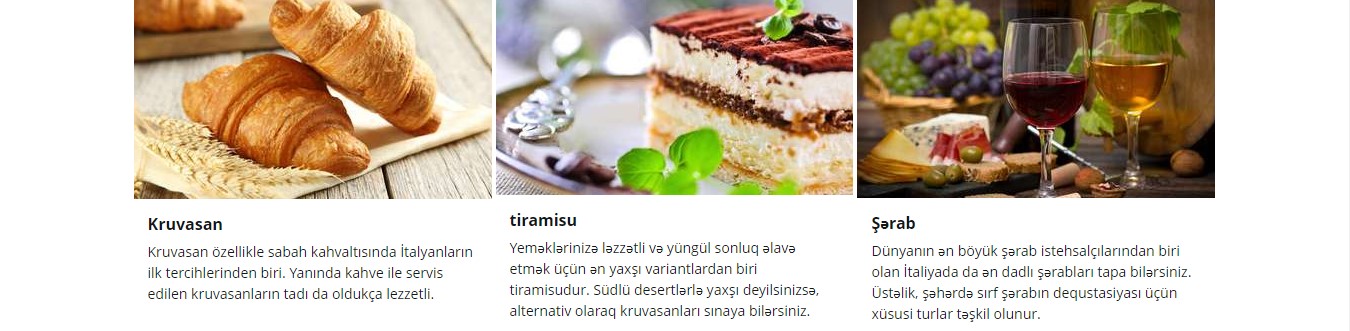 Kruvasan
Kruvasan özellikle sabah kahvaltısında İtalyanların
ilk tercihlerinden biri. Yanında kahve ile servis
edilen kruvasanların tadı da oldukça lezzetli.
tiramisu
Yeməklərinizə ləzzətli və yüngül sonluq əlavə
etmək üçün ən yaxşı variantlardan biri
tiramisudur. Südlü desertlərlə yaxşı deyilsinizsə,
alternativ olaraq kruvasanları sınaya bilərsiniz.
Şərab
Dünyanın ən böyük şərab istehsalçılarından biri
olan İtaliyada da ən dadlı şərabları tapa bilərsiniz.
Üstəlik, şəhərdə sırf şərabın dequstasiyası üçün
xüsusi turlar təşkil olunur.